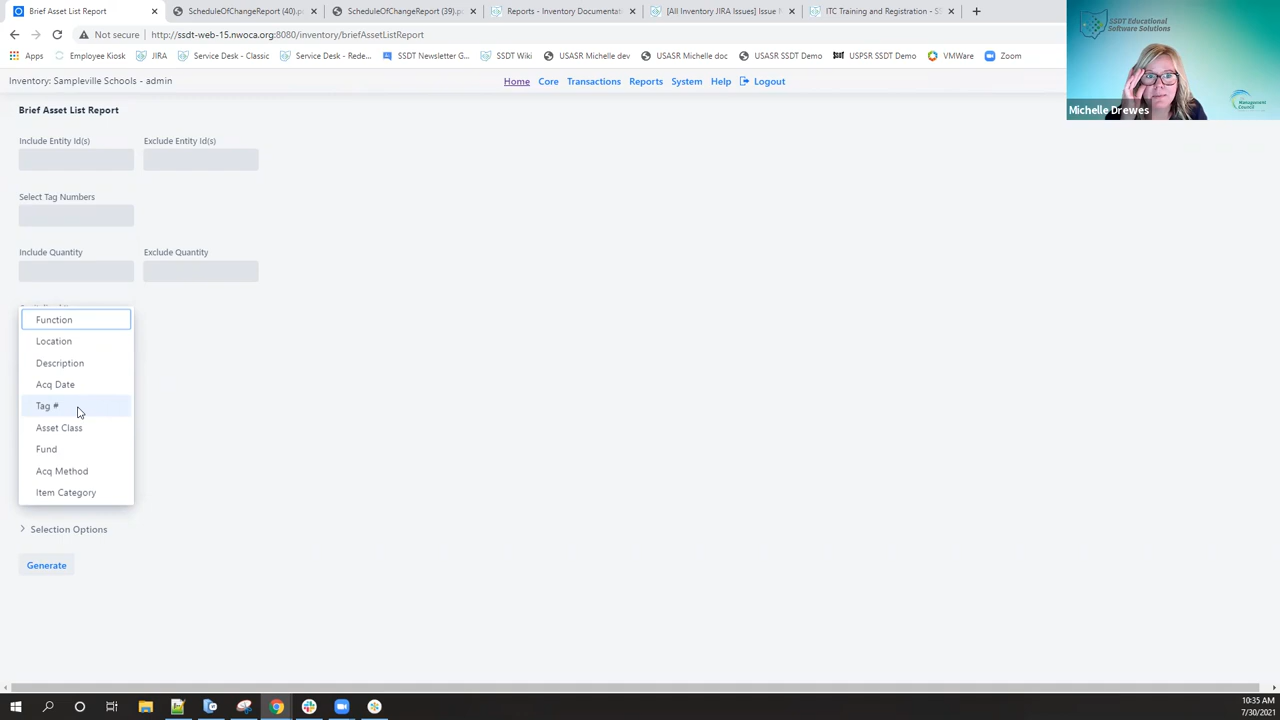 ScheduleOfChangeReport (40).p
ScheduleOfChangeReport (39).p
Reports - Inventory Documentat
[All Inventory JIRA Issues] Issue N
ITC Training and Registration - SS
Not secure | http://ssdt-web-15.nwoca.org:8080/inventory/briefAssetListReport
Apps Employee Kiosk JIRA Service Desk - Classic Service Desk - Rede... SSDT Newsletter G... SSDT Wiki USASR Michelle dev USASR Michelle doc USASR SSDT Demo USPSR SSDT Demo VMWare Zoom
Inventory: Sampleville Schools - admin
Home Core Transactions Reports System Help Logout
SSDT Educational
Software Solutions
Management
Council
Michelle Drewes
Brief Asset List Report
Include Entity Id(s) Exclude Entity Id(s)
Select Tag Numbers
Include Quantity Exclude Quantity
Function
Location
Description
Acq Date
Tag #
Asset Class
Fund
Acq Method
Item Category
Selection Options
Generate
10:35 AM
7/30/2021